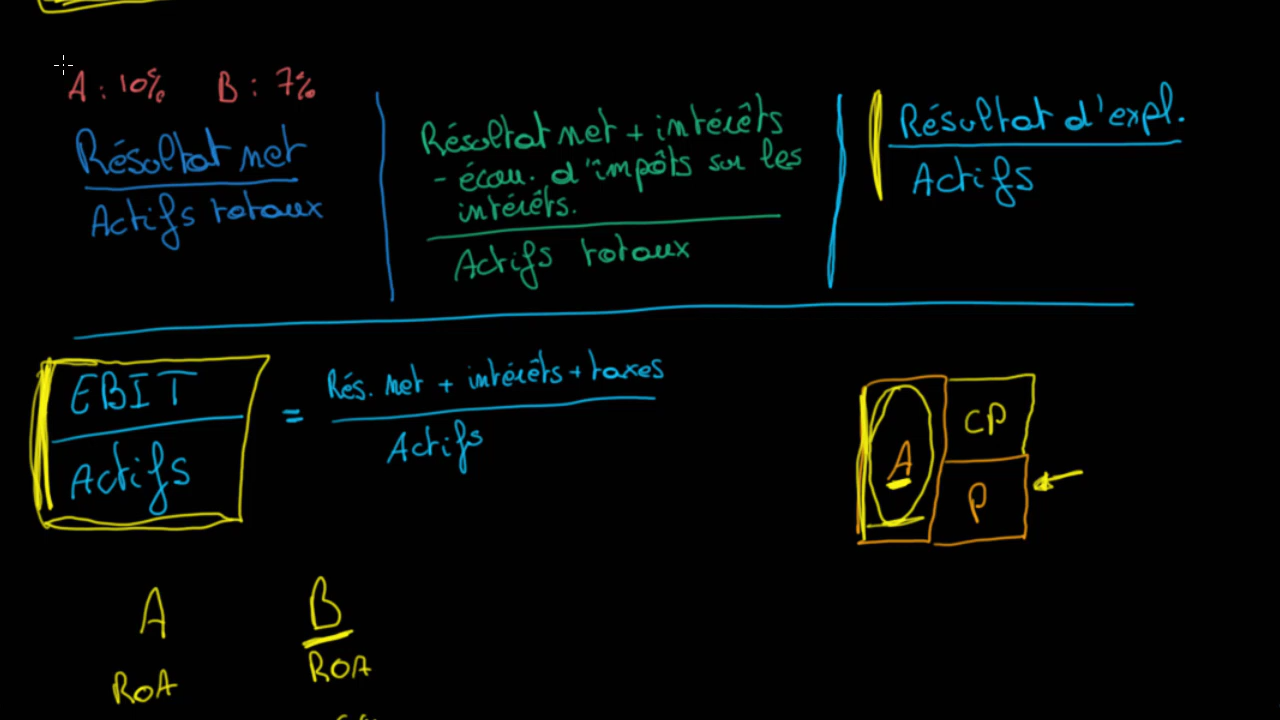 A : 10% B : 7%
Résultat net
Actifs totaux
Résultat net + intérêts
- écon. d'impôts sur les
intérêts.
Actifs totaux
Résultat d'expl.
Actifs
EBIT
Actifs
= Rés. net + intérêts + taxes
Actifs
A
CP
P
A
B
ROA
ROA